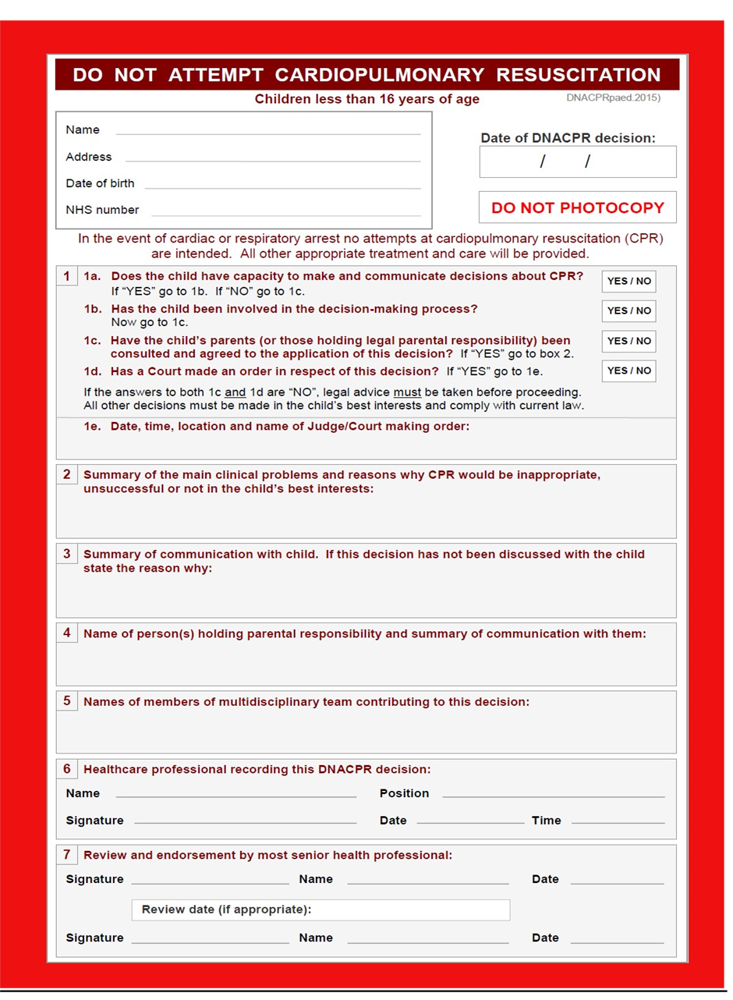 DO NOT ATTEMPT CARDIOPULMONARY RESUSCITATION
Children less than 16 years of age
DNACPRpaed.2015)
Name
Address
Date of birth
NHS number
Date of DNACPR decision:
/ /
DO NOT PHOTOCOPY
In the event of cardiac or respiratory arrest no attempts at cardiopulmonary resuscitation (CPR)
are intended. All other appropriate treatment and care will be provided.
1
1a. Does the child have capacity to make and communicate decisions about CPR? YES / NO
If “YES” go to 1b. If “NO” go to 1c.
1b. Has the child been involved in the decision-making process? YES / NO
Now go to 1c.
1c. Have the child’s parents (or those holding legal parental responsibility) been YES / NO
consulted and agreed to the application of this decision? If “YES” go to box 2.
1d. Has a Court made an order in respect of this decision? If “YES” go to 1e. YES / NO
If the answers to both 1c and 1d are “NO”, legal advice must be taken before proceeding.
All other decisions must be made in the child’s best interests and comply with current law.
1e. Date, time, location and name of Judge/Court making order:
2 Summary of the main clinical problems and reasons why CPR would be inappropriate,
unsuccessful or not in the child’s best interests:
3 Summary of communication with child. If this decision has not been discussed with the child
state the reason why:
4 Name of person(s) holding parental responsibility and summary of communication with them:
5 Names of members of multidisciplinary team contributing to this decision:
6 Healthcare professional recording this DNACPR decision:
Name Position
Signature Date Time
7 Review and endorsement by most senior health professional:
Signature Name Date
Review date (if appropriate):
Signature Name Date